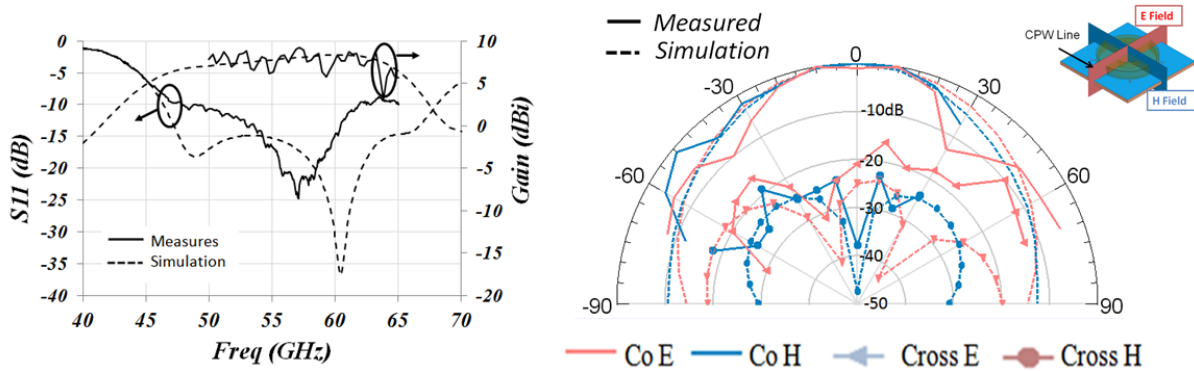 0
-5
-10
-15
-20
-25
-30
-35
-40
S11 (dB)
10
5
0
-5
-10
-15
-20
Gain (dBi)
Measures
Simulation
40 45 50 55 60 65 70
Freq (GHz)
Measured
Simulation
E Field
CPW Line
H Field
0
-30
30
-10dB
-60
60
-20
-30
-40
-90
-50
90
Co E
Co H
Cross E
Cross H